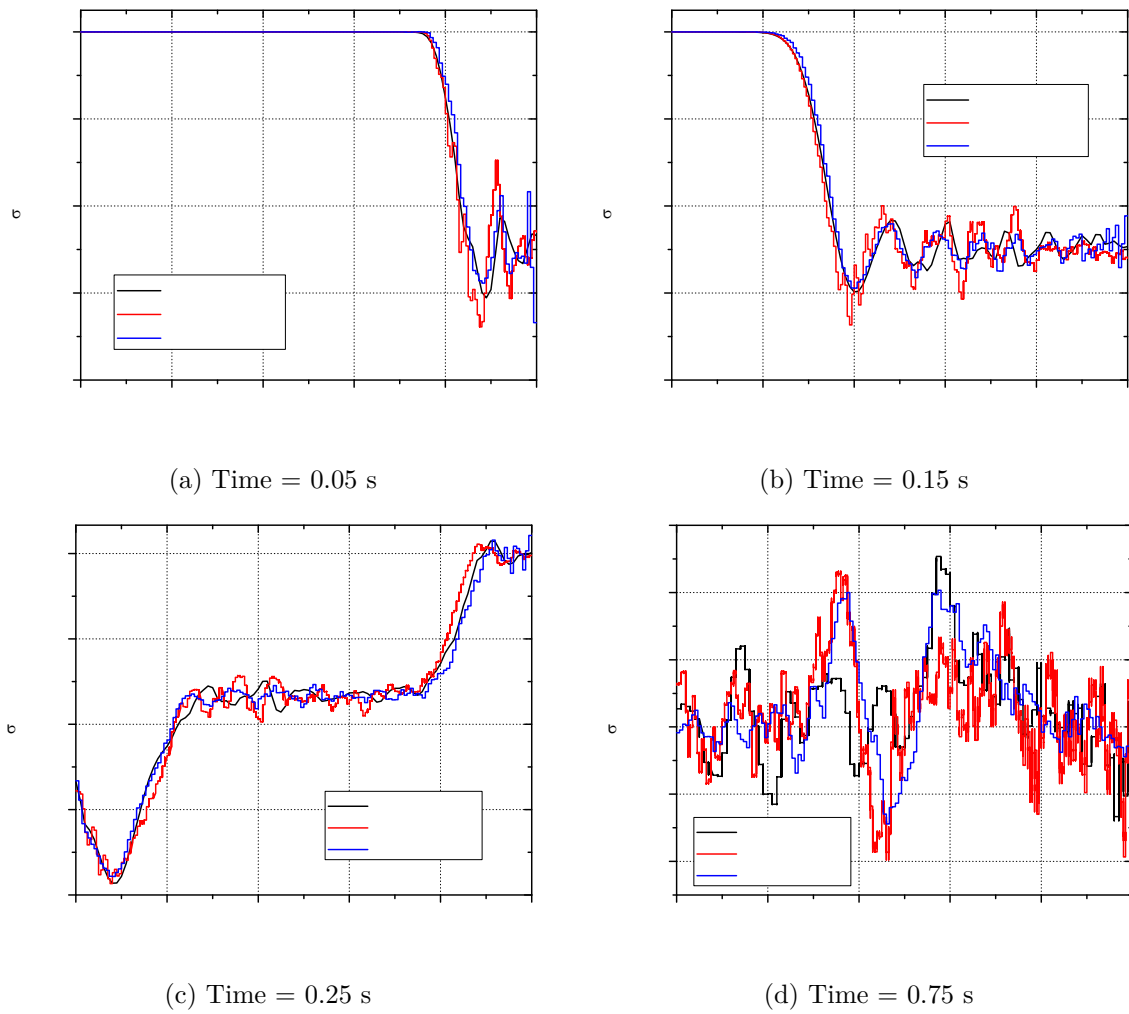 σ
σ
(a) Time = 0.05 s
(b) Time = 0.15 s
σ
σ
(c) Time = 0.25 s
(d) Time = 0.75 s